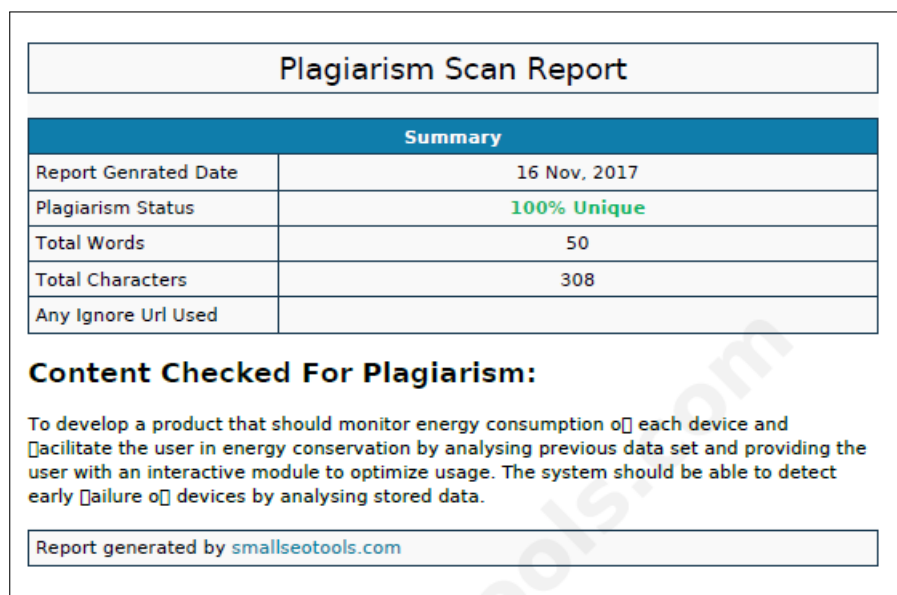 Plagiarism Scan Report
Summary
Report Genrated Date 16 Nov, 2017
Plagiarism Status 100% Unique
Total Words 50
Total Characters 308
Any Ignore Url Used
Content Checked For Plagiarism:
To develop a product that should monitor energy consumption o▯ each device and
▯acilitate the user in energy conservation by analysing previous data set and providing the
user with an interactive module to optimize usage. The system should be able to detect
early ▯ailure o▯ devices by analysing stored data.
Report generated by smallseotools.com
ools.com